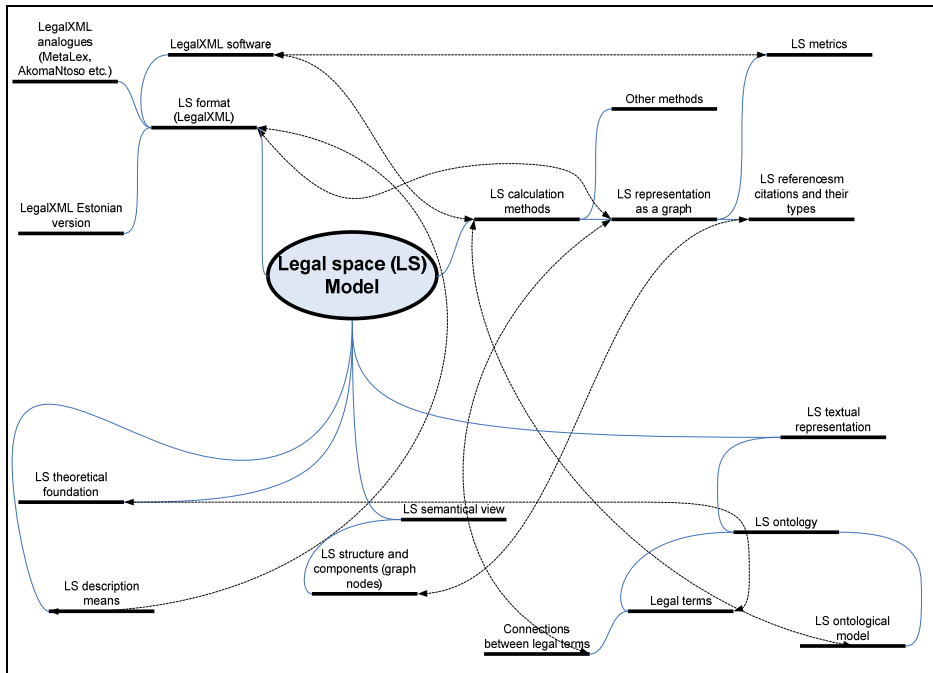 LegalXML
analogues
(MetaLex,
AkomaNtoso etc.)
LegalXML software
LS metrics
Other methods
LS format
(LegalXML)
LS calculation
methods
LS representation
as a graph
LS referencesm
citations and their
types
LegalXML Estonian
version
Legal space (LS)
Model
LS textual
representation
LS theoretical
foundation
LS semantical view
LS ontology
LS structure and
components (graph
nodes)
LS description
means
Legal terms
Connections
between legal terms
LS ontological
model